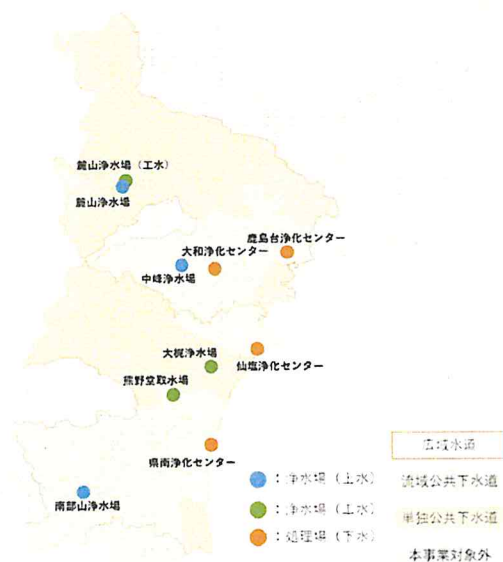 麓山浄水場（工水）
麓山浄水場
鹿島台浄化センター
大和浄化センター
中峰浄水場
大梶浄水場
仙塩浄化センター
熊野堂取水場
県南浄化センター
南部山浄水場
広域水道
：浄水場（上水）
流域公共下水道
：浄水場（工水）
単独公共下水道
：処理場（下水）
本事業対象外